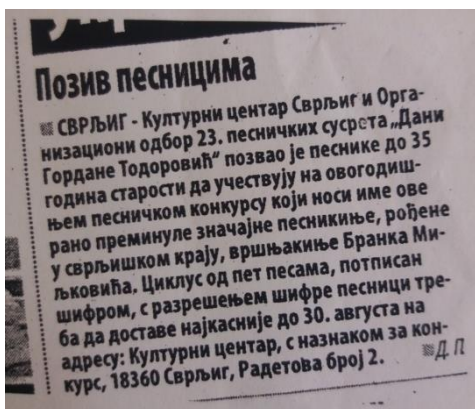 Позив песницима
СВРЉИГ - Културни центар Сврљиг и Орга-
низациони одбор 23. песничких сусрета „Дани
Гордане Тодоровић“ позвао је песнике до 35
година старости да учествују на овогодиш-
њем песничком конкурсу који носи име ове
рано преминуле значајне песникиње, рођене
у сврљишком крају, вршњакиње Бранка Ми-
љковића. Циклус од пет песама, потписан
шифром, с разрешењем шифре песници тре-
ба да доставе најкасније до 30. августа на
адресу: Културни центар, с назнаком за кон-
курс, 18360 Сврљиг, Радетова број 2.
Д. П.